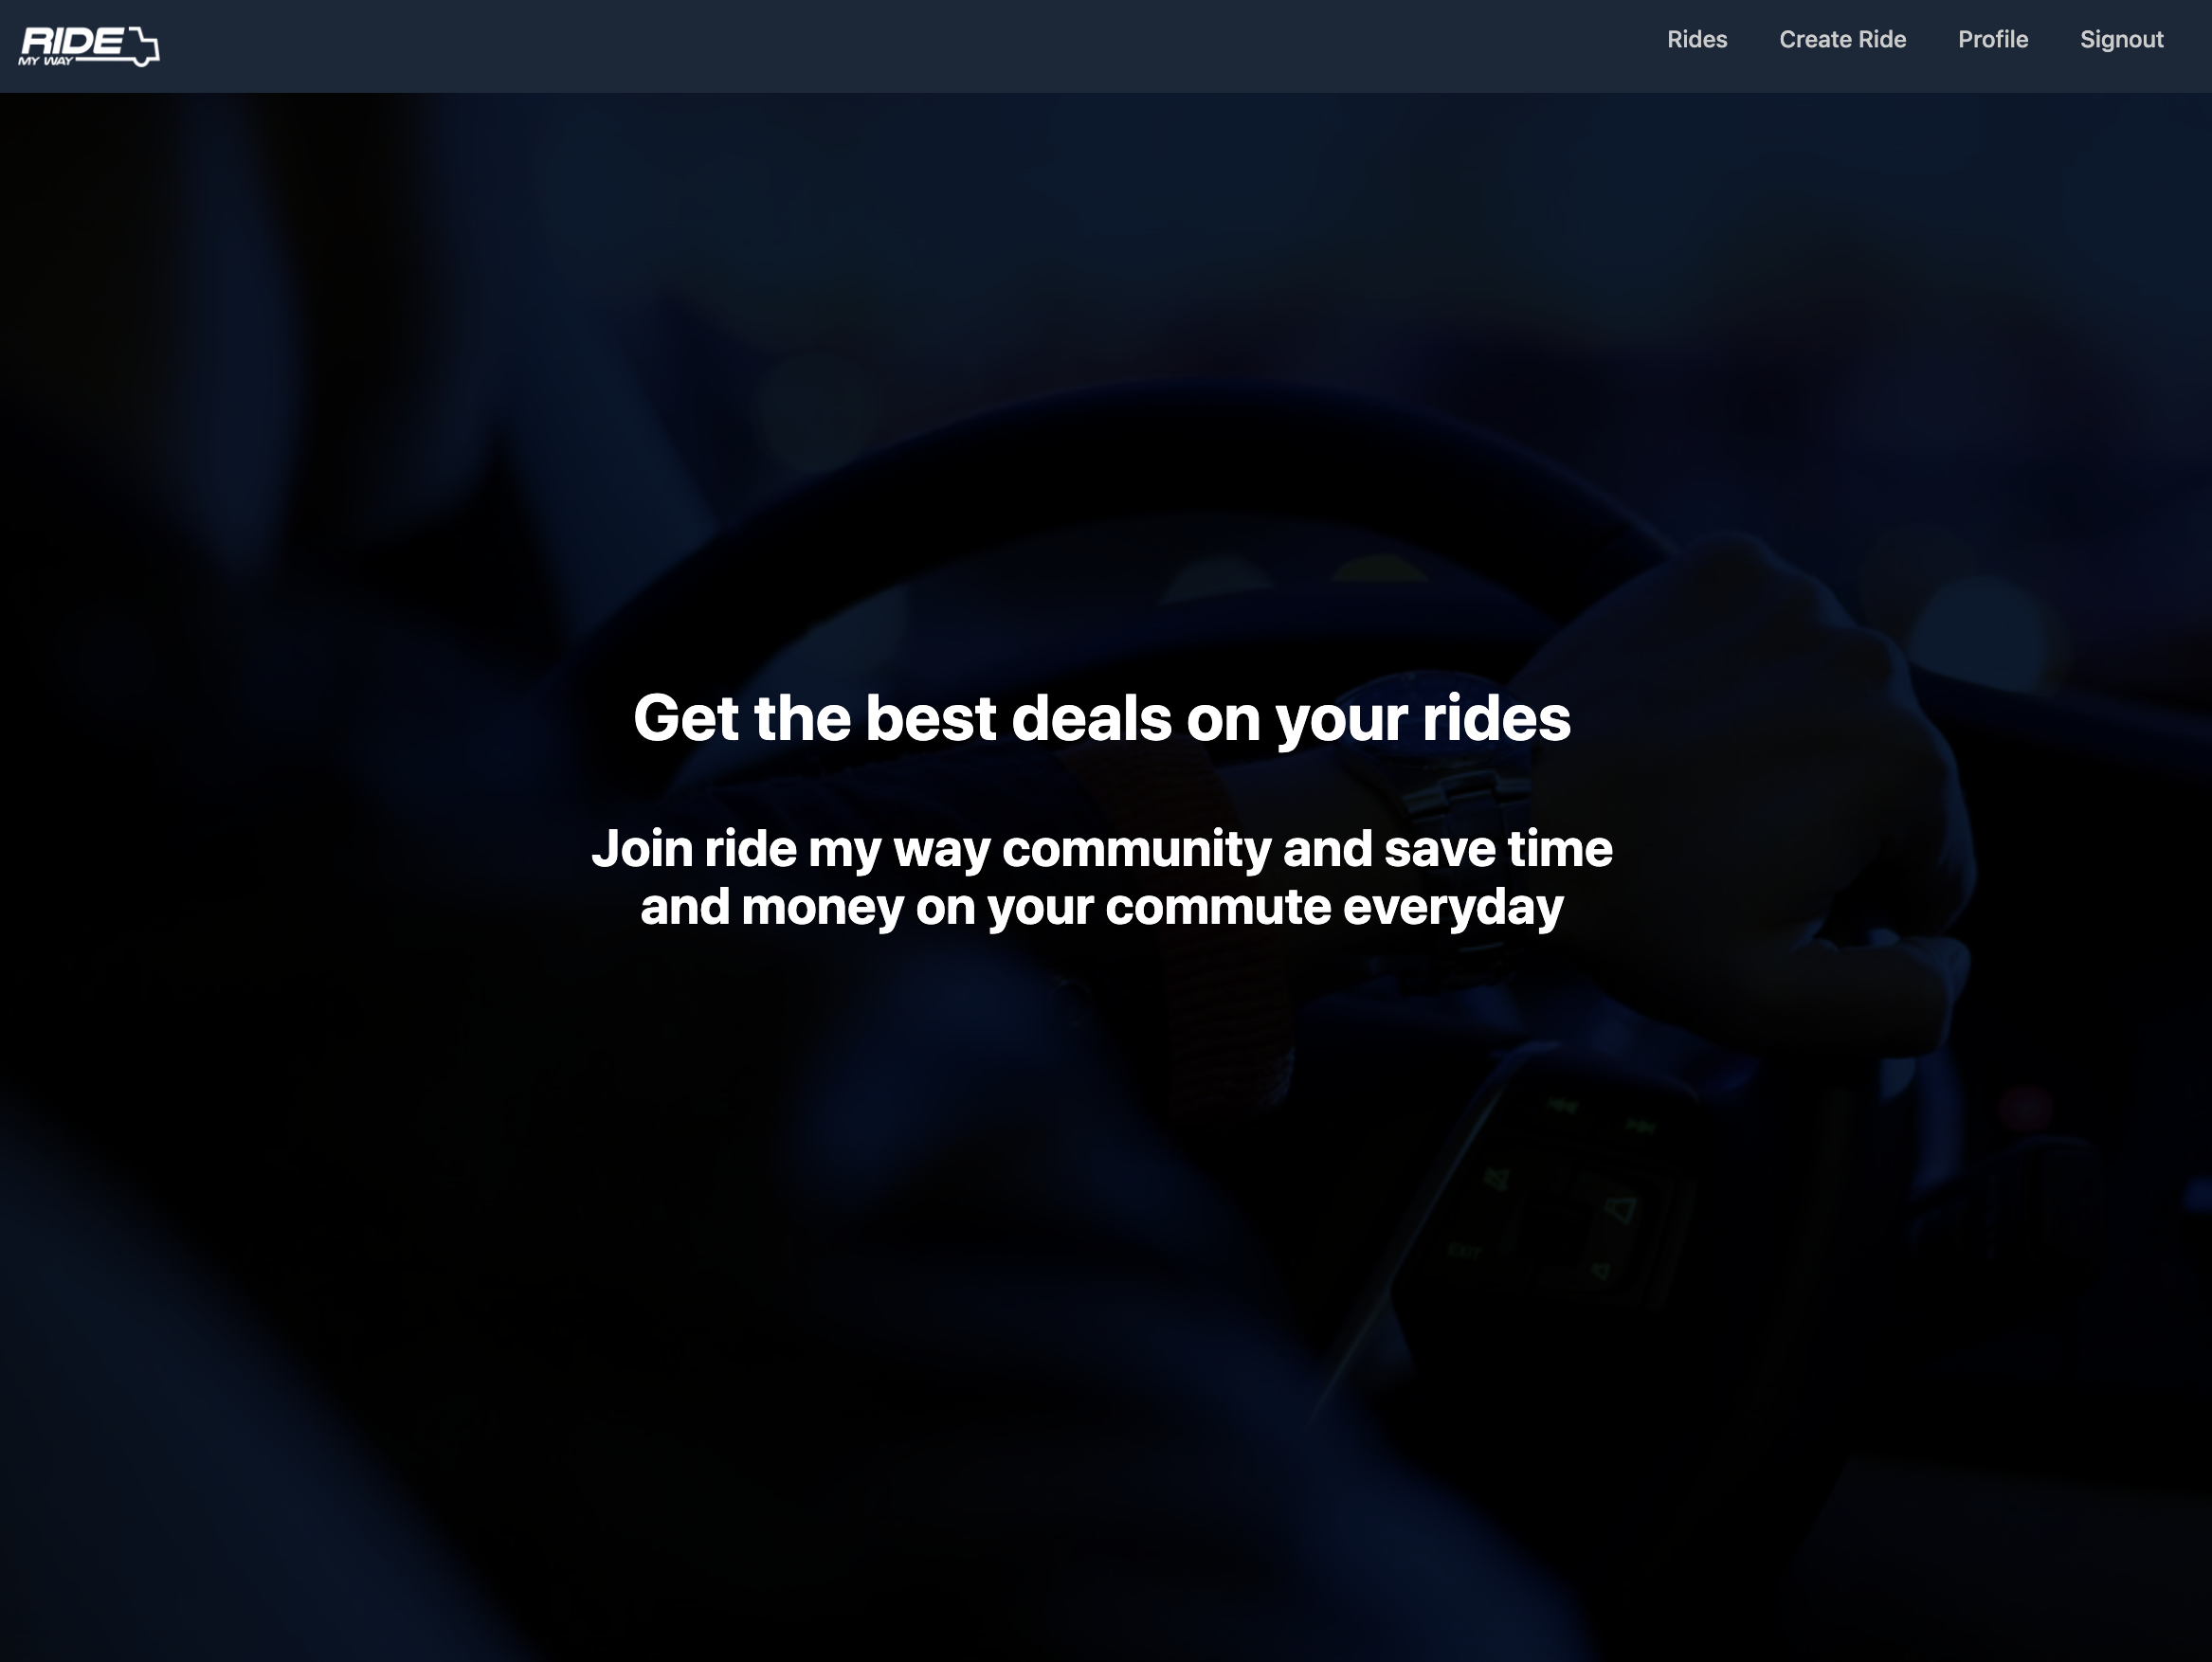 RIDE
MY WAY
Rides Create Ride Profile Signout
Get the best deals on your rides
Join ride my way community and save time
and money on your commute everyday
EXIT